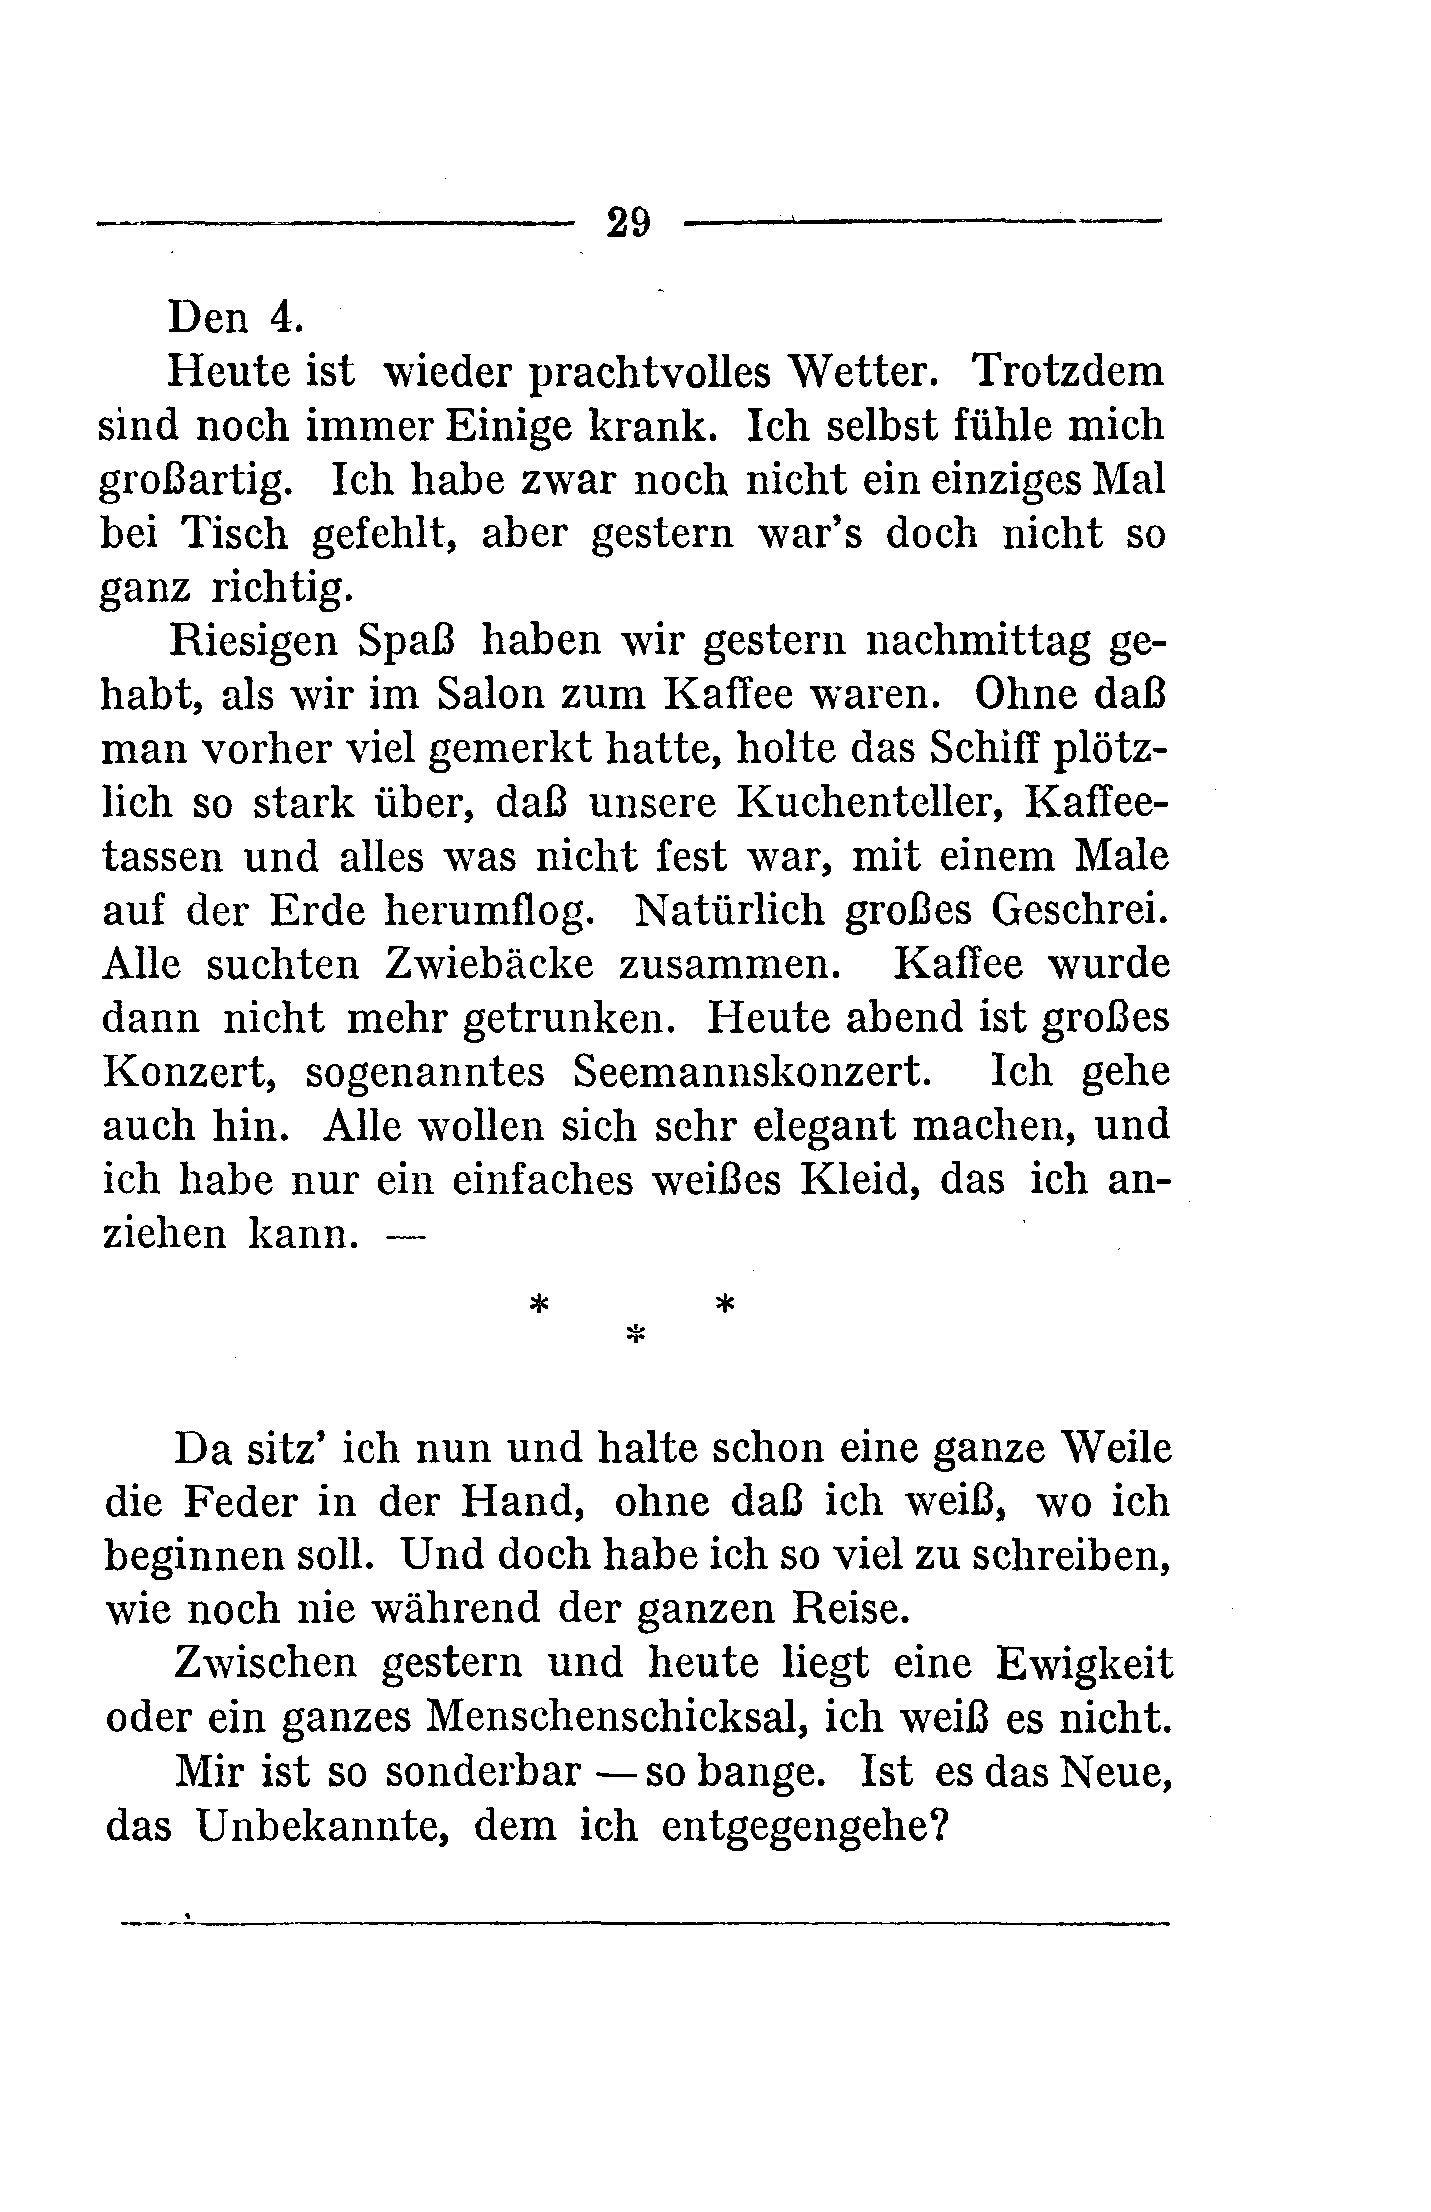 29
Den 4.
Heute ist wieder prachtvolles Wetter. Trotzdem
sind noch immer Einige krank. Ich selbst fühle mich
großartig. Ich habe zwar noch nicht ein einziges Mal
bei Tisch gefehlt, aber gestern war’s doch nicht so
ganz richtig.
Riesigen Spaß haben wir gestern nachmittag ge-
habt, als wir im Salon zum Kaffee waren. Ohne daß
man vorher viel gemerkt hatte, holte das Schiff plötz-
lich so stark über, daß unsere Kuchenteller, Kaffee-
tassen und alles was nicht fest war, mit einem Male
auf der Erde herumflog. Natürlich großes Geschrei.
Alle suchten Zwiebäcke zusammen. Kaffee wurde
dann nicht mehr getrunken. Heute abend ist großes
Konzert, sogenanntes Seemannskonzert. Ich gehe
auch hin. Alle wollen sich sehr elegant machen, und
ich habe nur ein einfaches weißes Kleid, das ich an-
ziehen kann. —
* *
*
Da sitz’ ich nun und halte schon eine ganze Weile
die Feder in der Hand, ohne daß ich weiß, wo ich
beginnen soll. Und doch habe ich so viel zu schreiben,
wie noch nie während der ganzen Reise.
Zwischen gestern und heute liegt eine Ewigkeit
oder ein ganzes Menschenschicksal, ich weiß es nicht.
Mir ist so sonderbar — so bange. Ist es das Neue,
das Unbekannte, dem ich entgegengehe?